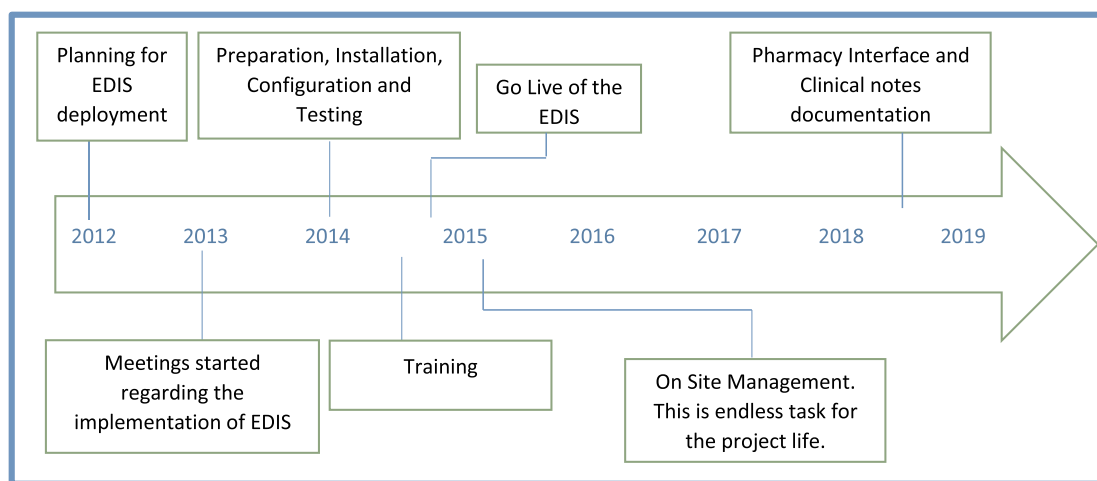 Planning for
EDIS
deployment
Preparation, Installation,
Configuration and
Testing
Go Live of the
EDIS
Pharmacy Interface and
Clinical notes
documentation
2012 2013 2014 2015 2016 2017 2018 2019
Meetings started
regarding the
implementation of EDIS
Training
On Site Management.
This is endless task for
the project life.